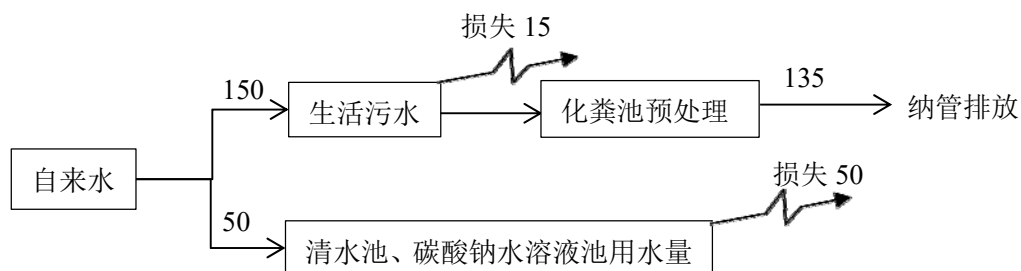 损失 15
150
生活污水
化粪池预处理
135
纳管排放
自来水
损失 50
50
清水池、碳酸钠水溶液池用水量